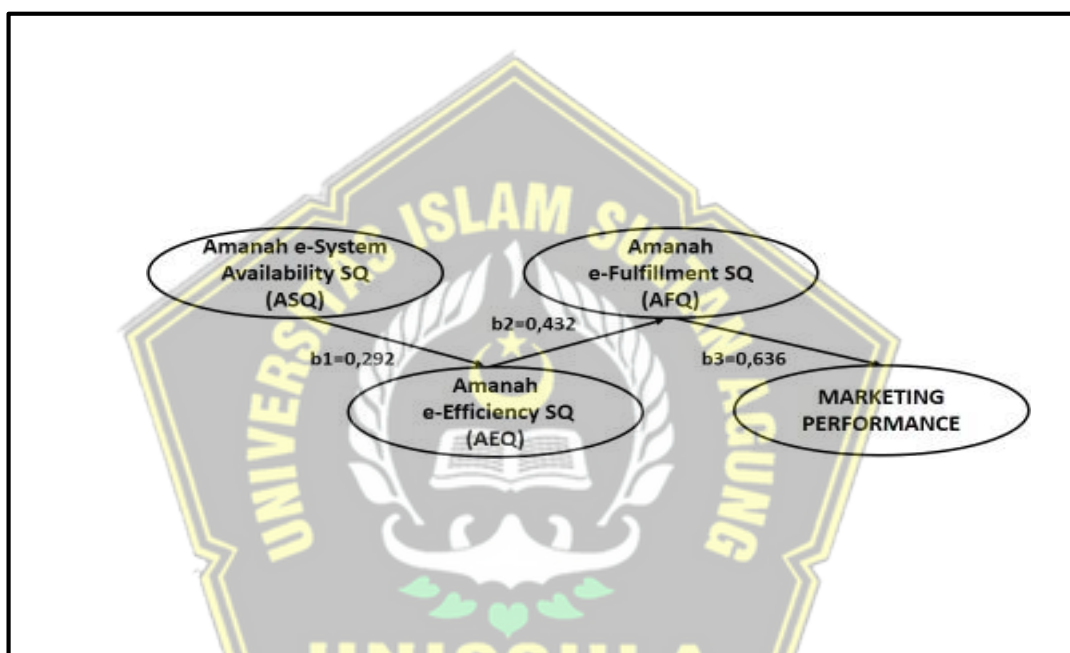 UNIVERSITAS ISLAM SULTAN AGUNG
Amanah e-System
Availability SQ
(ASQ)
Amanah
e-Fulfillment SQ
(AFQ)
b2=0,432
b1=0,292
b3=0,636
Amanah
e-Efficiency SQ
(AEQ)
MARKETING
PERFORMANCE
UNISSULA